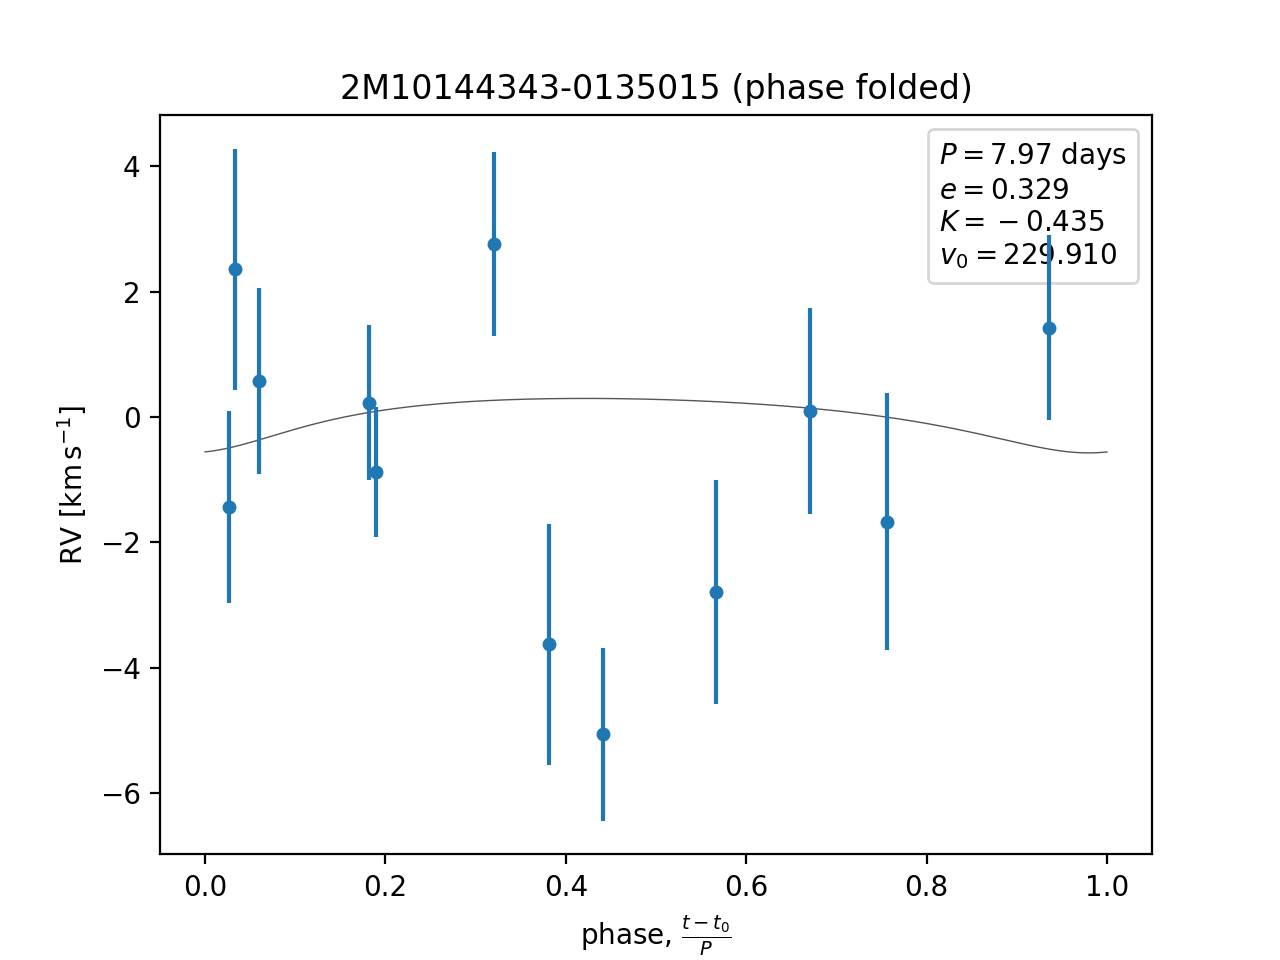 2M10144343-0135015 (phase folded)
P = 7.97 days
e = 0.329
K = −0.435
v₀ = 229.910
4
2
0
−2
−4
−6
RV [km s⁻¹]
0.0 0.2 0.4 0.6 0.8 1.0
phase, (t − t₀)/P